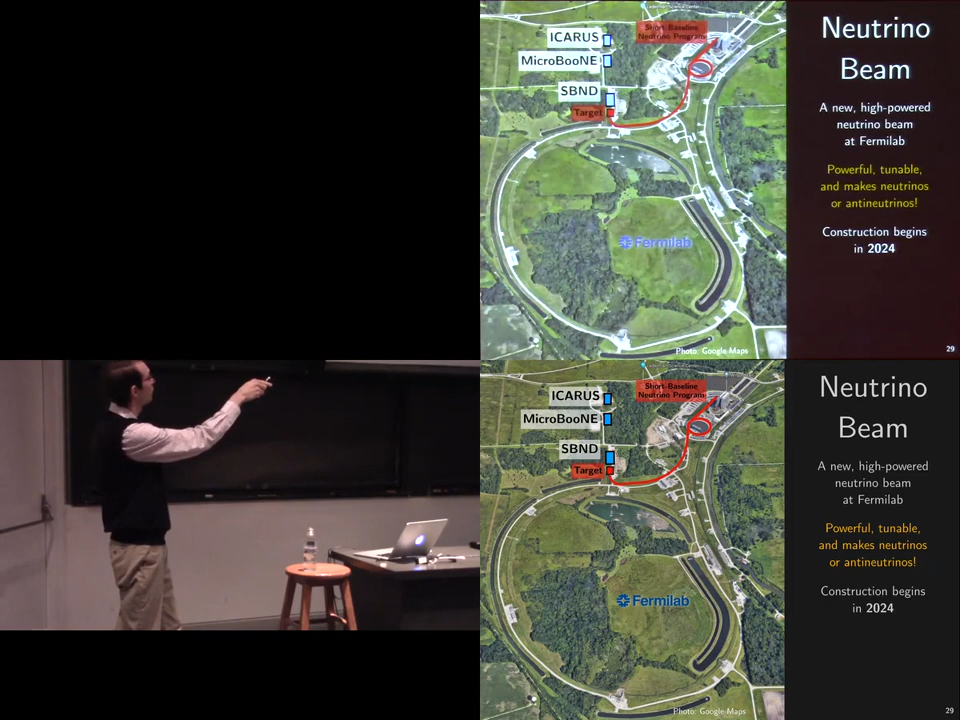 Short-Baseline
Neutrino Program
ICARUS
MicroBooNE
SBND
Target
Fermilab
Photo: Google Maps
Neutrino
Beam
A new, high-powered
neutrino beam
at Fermilab
Powerful, tunable,
and makes neutrinos
or antineutrinos!
Construction begins
in 2024
29
Short-Baseline
Neutrino Program
ICARUS
MicroBooNE
SBND
Target
Fermilab
Photo: Google Maps
Neutrino
Beam
A new, high-powered
neutrino beam
at Fermilab
Powerful, tunable,
and makes neutrinos
or antineutrinos!
Construction begins
in 2024
29